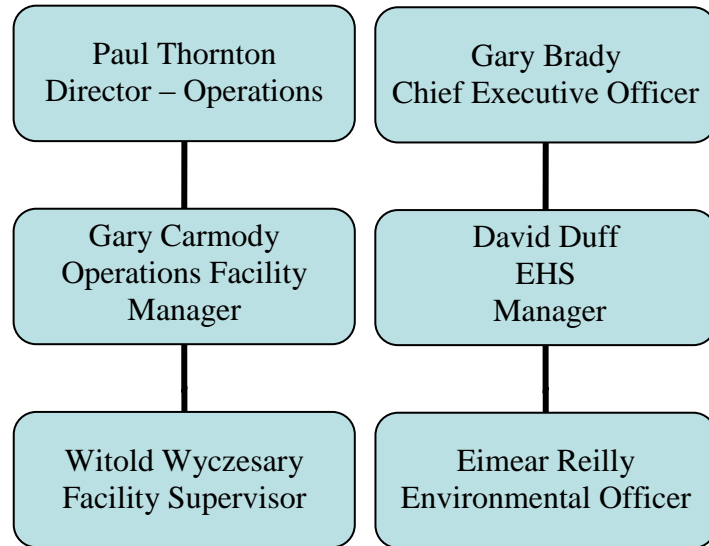 Paul Thornton
Director – Operations
Gary Brady
Chief Executive Officer
Gary Carmody
Operations Facility
Manager
David Duff
EHS
Manager
Witold Wyczesary
Facility Supervisor
Eimear Reilly
Environmental Officer